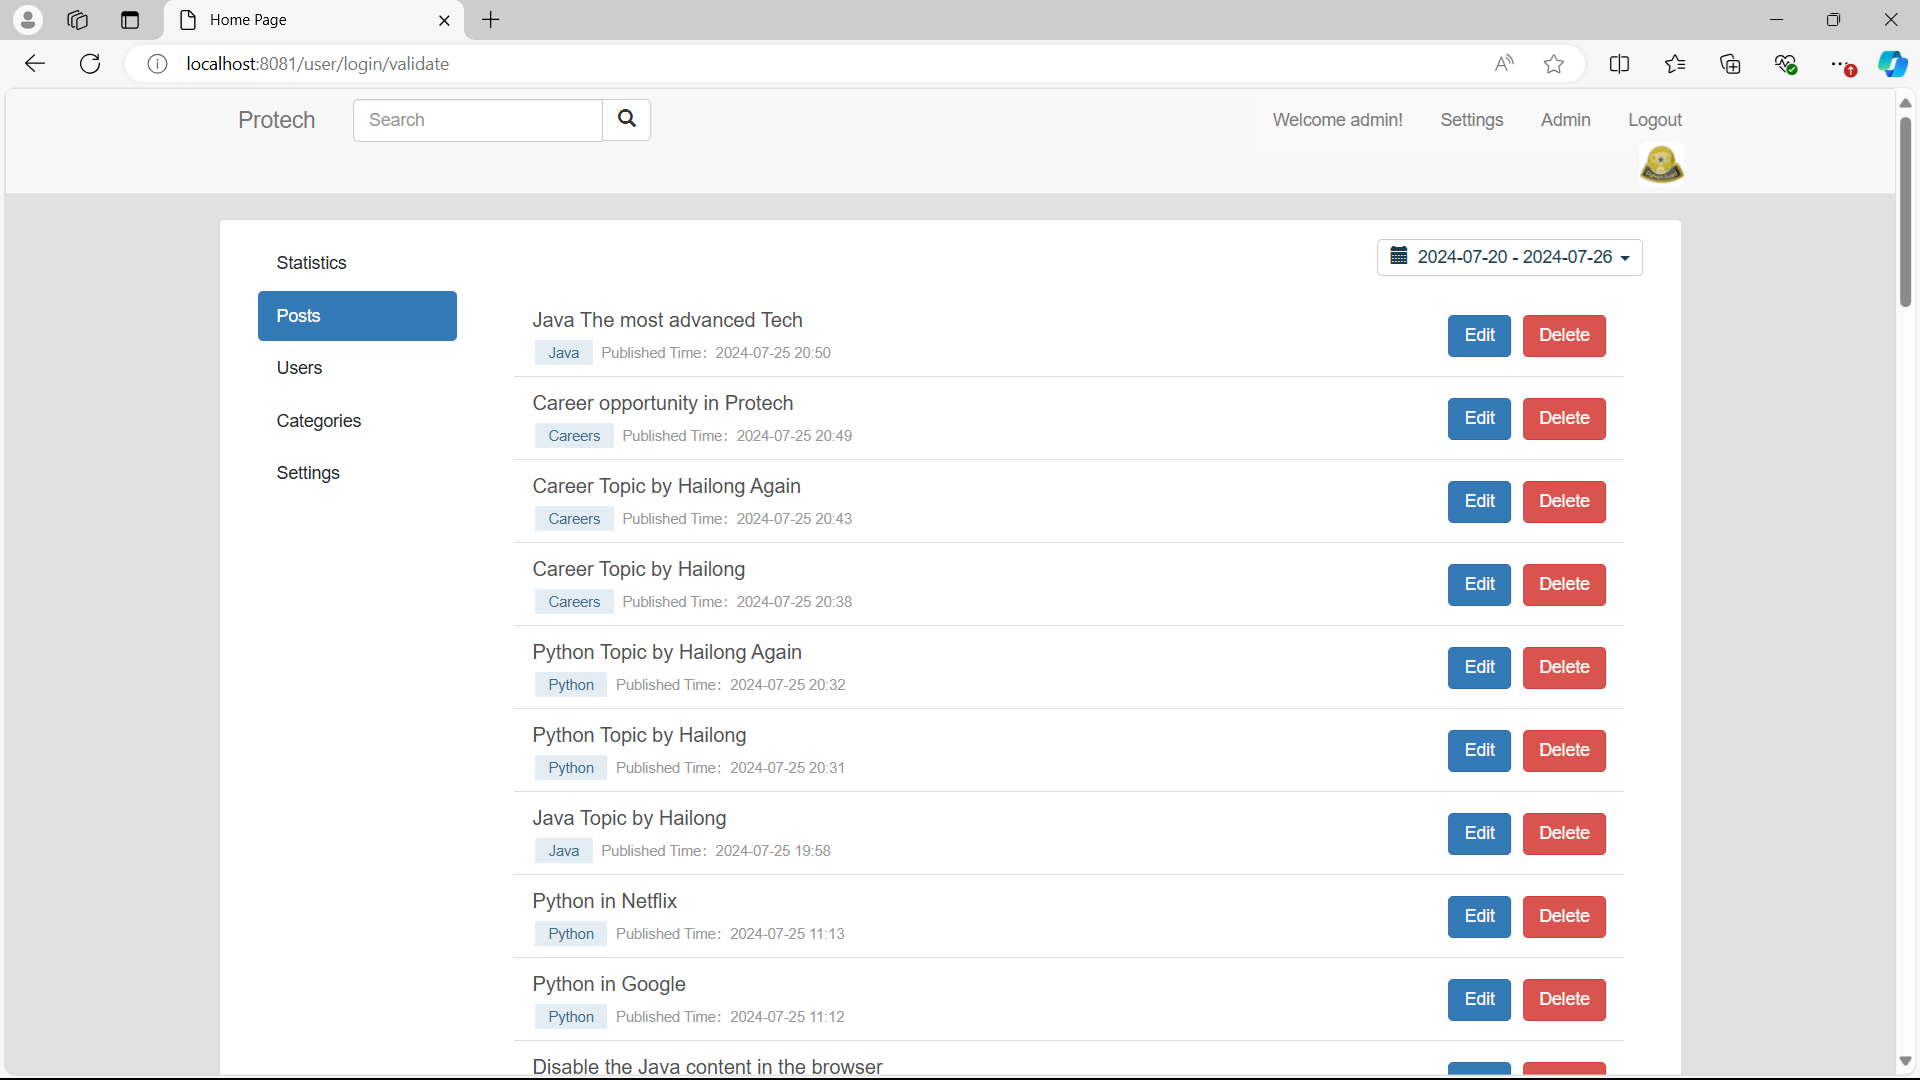 Home Page
localhost:8081/user/login/validate
Protech
Search
Welcome admin!
Settings
Admin
Logout
Statistics
Posts
Users
Categories
Settings
2024-07-20 - 2024-07-26
Java The most advanced Tech
Java Published Time: 2024-07-25 20:50
Edit Delete
Career opportunity in Protech
Careers Published Time: 2024-07-25 20:49
Edit Delete
Career Topic by Hailong Again
Careers Published Time: 2024-07-25 20:43
Edit Delete
Career Topic by Hailong
Careers Published Time: 2024-07-25 20:38
Edit Delete
Python Topic by Hailong Again
Python Published Time: 2024-07-25 20:32
Edit Delete
Python Topic by Hailong
Python Published Time: 2024-07-25 20:31
Edit Delete
Java Topic by Hailong
Java Published Time: 2024-07-25 19:58
Edit Delete
Python in Netflix
Python Published Time: 2024-07-25 11:13
Edit Delete
Python in Google
Python Published Time: 2024-07-25 11:12
Edit Delete
Disable the Java content in the browser